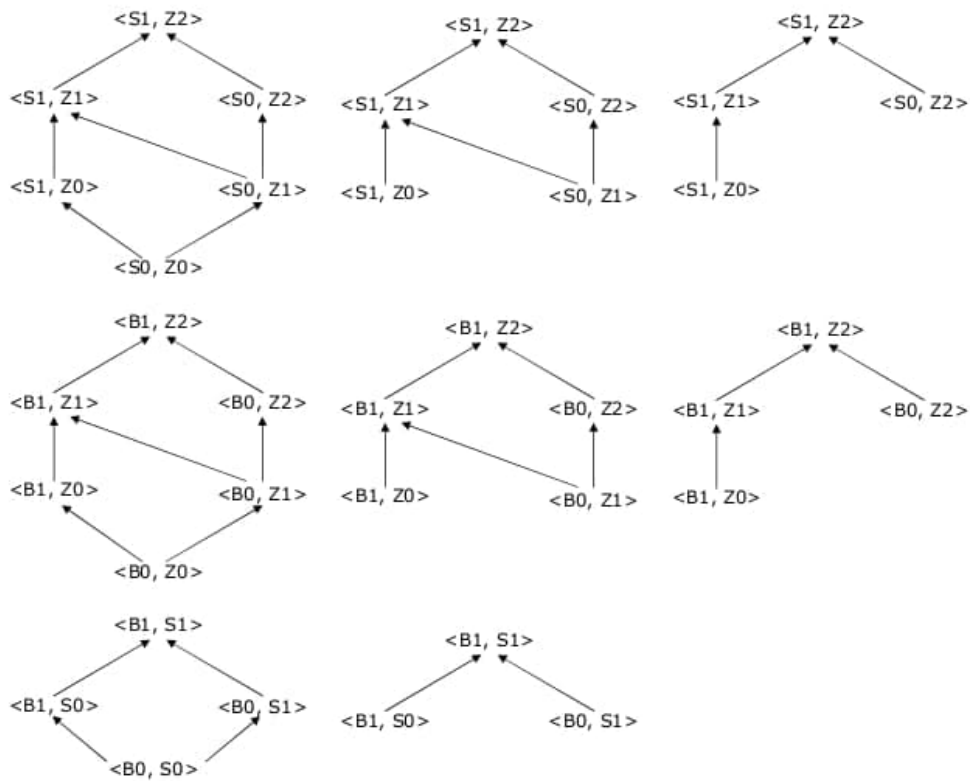 <S1, Z2>
<S1, Z1>
<S0, Z2>
<S1, Z0>
<S0, Z1>
<S0, Z0>
<S1, Z2>
<S1, Z1>
<S0, Z2>
<S1, Z0>
<S0, Z1>
<S1, Z2>
<S1, Z1>
<S0, Z2>
<S1, Z0>
<B1, Z2>
<B1, Z1>
<B0, Z2>
<B1, Z0>
<B0, Z1>
<B0, Z0>
<B1, Z2>
<B1, Z1>
<B0, Z2>
<B1, Z0>
<B0, Z1>
<B1, Z2>
<B1, Z1>
<B0, Z2>
<B1, Z0>
<B1, S1>
<B1, S0>
<B0, S1>
<B0, S0>
<B1, S1>
<B1, S0>
<B0, S1>